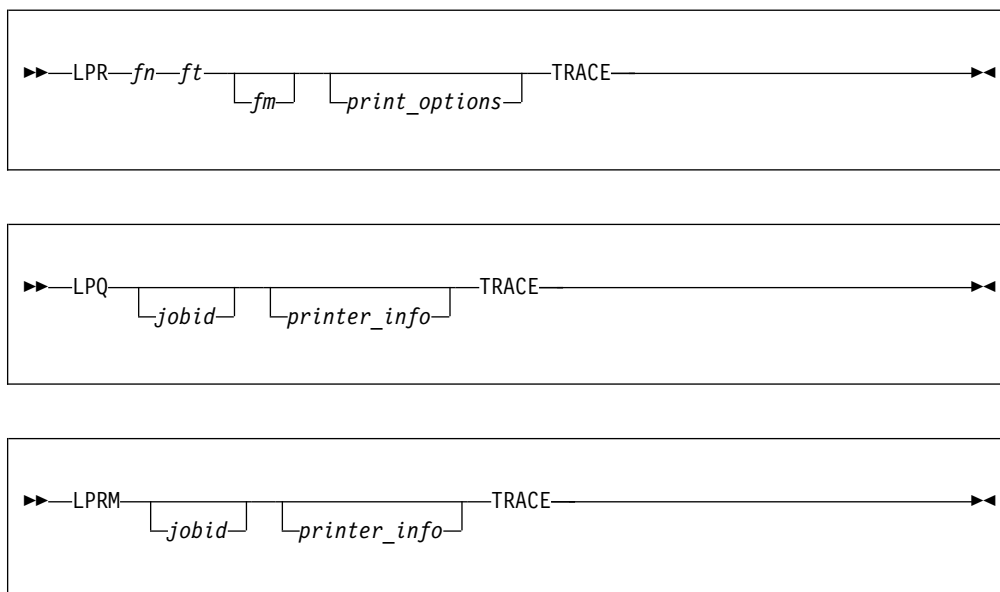 ►►—LPR—fn—ft—TRACE—►◄
fm print_options
►►—LPQ—TRACE—►◄
jobid printer_info
►►—LPRM—TRACE—►◄
jobid printer_info